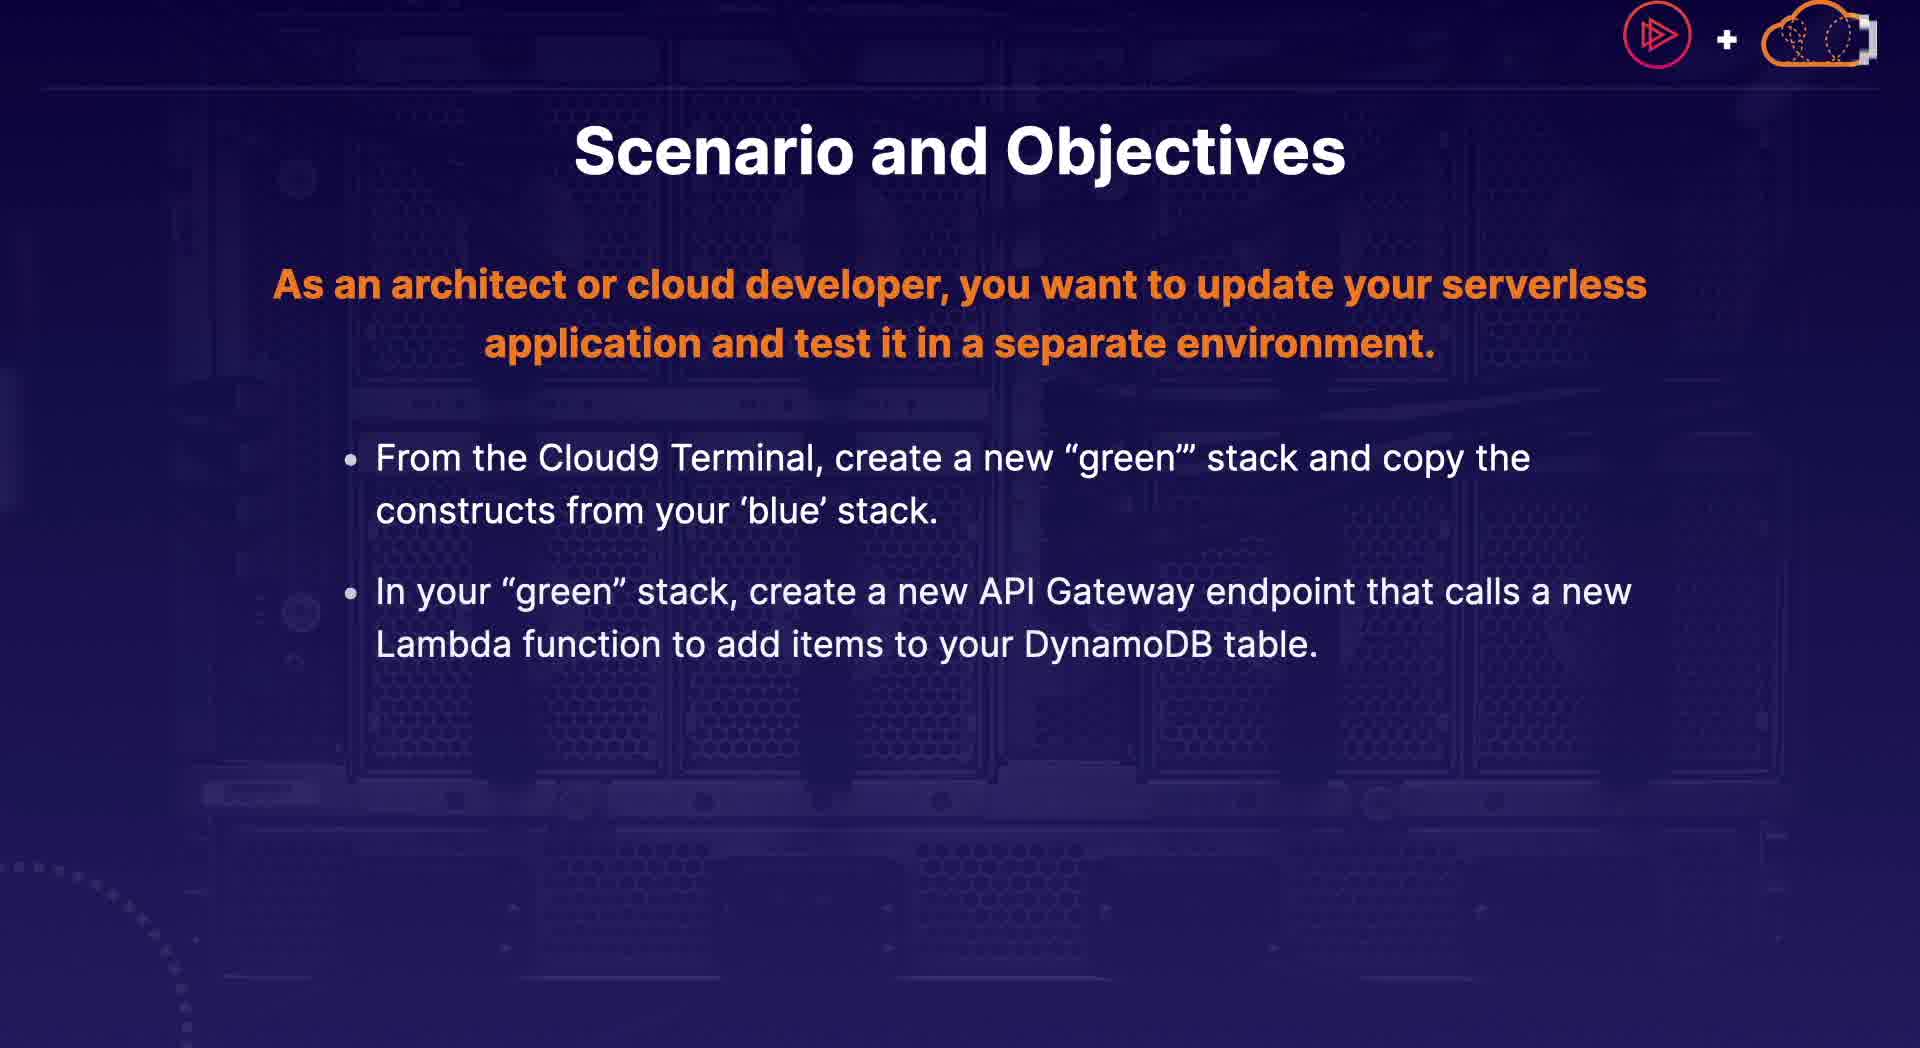 Scenario and Objectives
As an architect or cloud developer, you want to update your serverless
application and test it in a separate environment.
• From the Cloud9 Terminal, create a new “green”’ stack and copy the
constructs from your ‘blue’ stack.
• In your “green” stack, create a new API Gateway endpoint that calls a new
Lambda function to add items to your DynamoDB table.